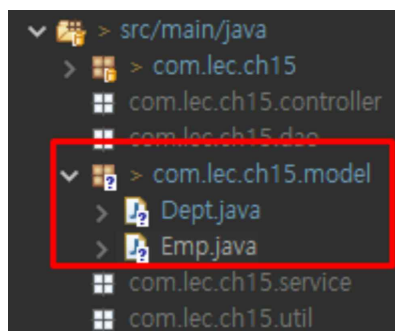 > src/main/java
> com.lec.ch15
com.lec.ch15.controller
com.lec.ch15.dao
> com.lec.ch15.model
Dept.java
Emp.java
com.lec.ch15.service
com.lec.ch15.util